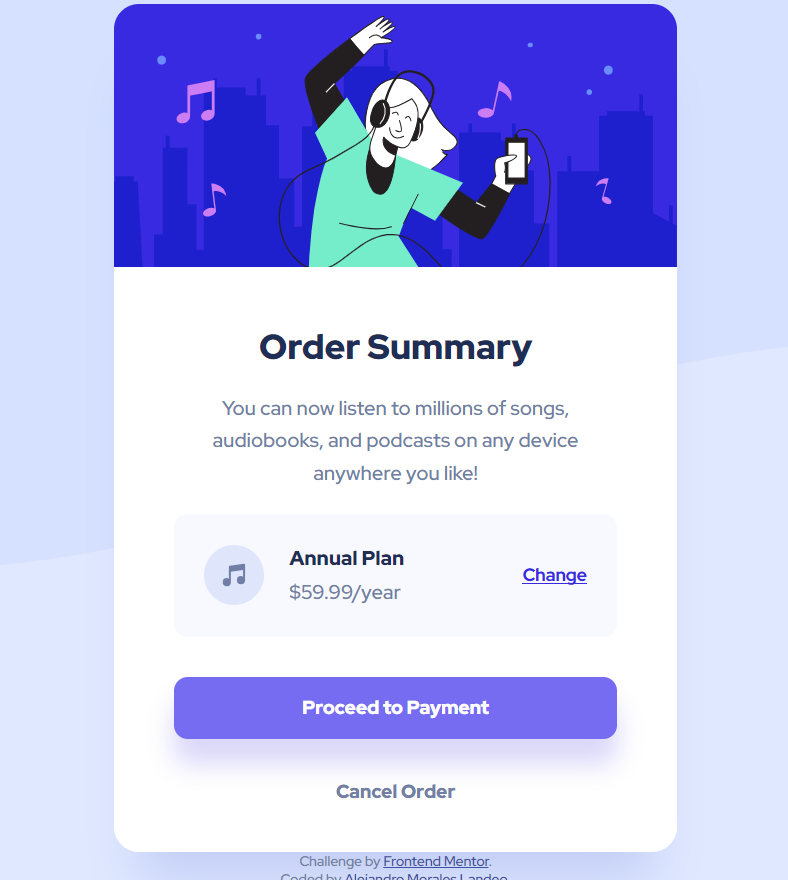 Order Summary
You can now listen to millions of songs,
audiobooks, and podcasts on any device
anywhere you like!
Annual Plan
$59.99/year
Change
Proceed to Payment
Cancel Order
Challenge by Frontend Mentor.
Coded by Alejandro Morales Landeo